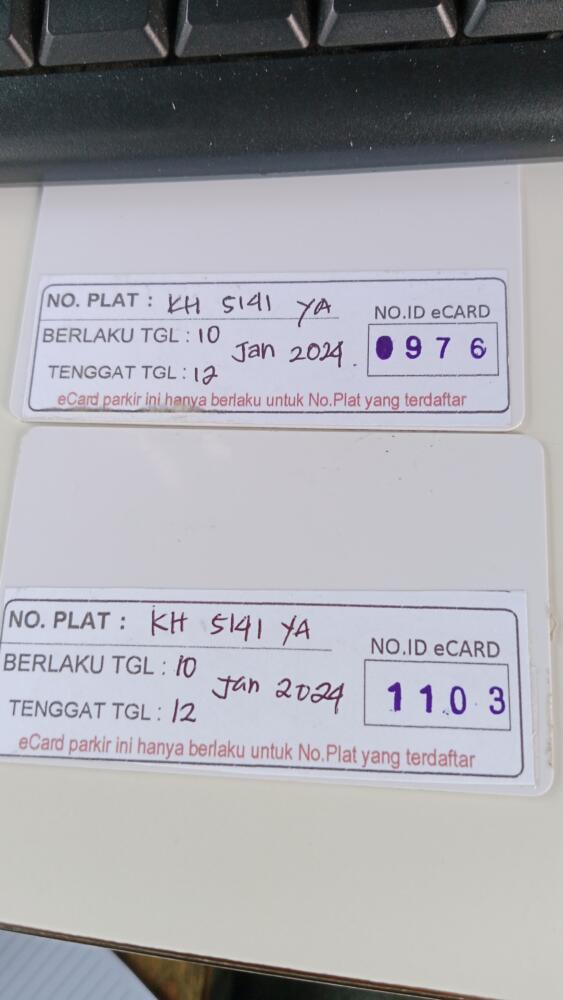 NO. PLAT : KH 5141 YA
NO.ID eCARD
BERLAKU TGL : 10
Jan 2024
0976
TENGGAT TGL : 12
eCard parkir ini hanya berlaku untuk No.Plat yang terdaftar
NO. PLAT : KH 5141 YA
NO.ID eCARD
BERLAKU TGL : 10
Jan 2024
1103
TENGGAT TGL : 12
eCard parkir ini hanya berlaku untuk No.Plat yang terdaftar